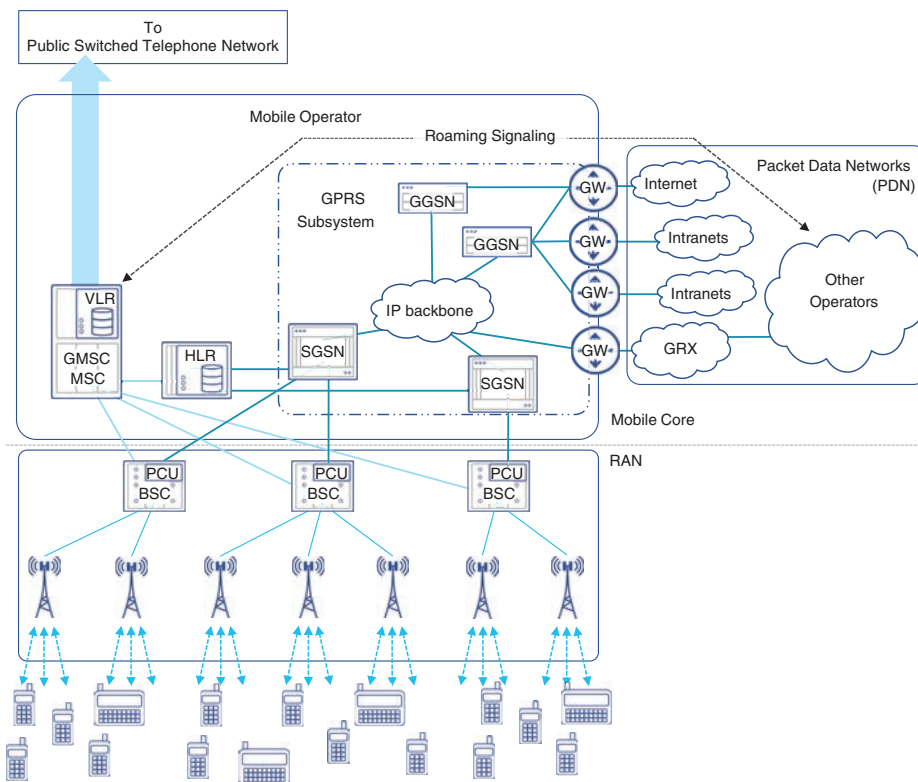 To
Public Switched Telephone Network
Mobile Operator
Roaming Signaling
Packet Data Networks
(PDN)
GPRS
Subsystem
GGSN
GW
Internet
GGSN
GW
Intranets
VLR
IP backbone
GW
Intranets
Other
Operators
GMSC
MSC
HLR
SGSN
GW
GRX
SGSN
Mobile Core
RAN
PCU
BSC
PCU
BSC
PCU
BSC